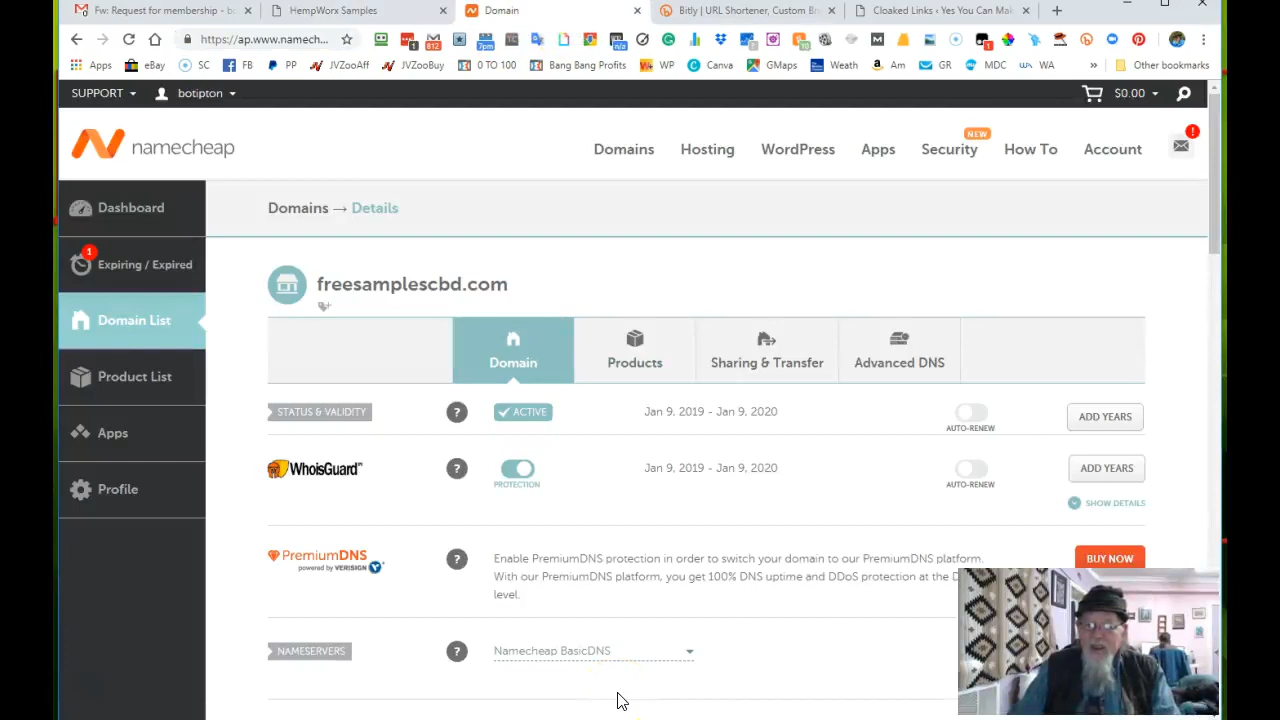 Fw: Request for membership - b
HempWorx Samples
Domain
Bitly | URL Shortener, Custom Br
Cloaked Links ‹ Yes You Can Mak
https://ap.www.namech...
812
7pm
n/a
10
Apps
eBay
SC
FB
PP
JVZooAff
JVZooBuy
0 TO 100
Bang Bang Profits
WP
Canva
GMaps
Weath
Am
GR
MDC
WA
»
Other bookmarks
SUPPORT
botipton
$0.00
namecheap
Domains
Hosting
WordPress
Apps
NEW
Security
How To
Account
!
Dashboard
1
Expiring / Expired
Domain List
Product List
Apps
Profile
Domains → Details
freesamplescbd.com
Domain
Products
Sharing & Transfer
Advanced DNS
STATUS & VALIDITY
?
ACTIVE
Jan 9, 2019 - Jan 9, 2020
AUTO-RENEW
ADD YEARS
WhoisGuard
?
PROTECTION
Jan 9, 2019 - Jan 9, 2020
AUTO-RENEW
ADD YEARS
SHOW DETAILS
PremiumDNS
powered by VERISIGN
?
Enable PremiumDNS protection in order to switch your domain to our PremiumDNS platform.
With our PremiumDNS platform, you get 100% DNS uptime and DDoS protection at the D
level.
BUY NOW
NAMESERVERS
?
Namecheap BasicDNS